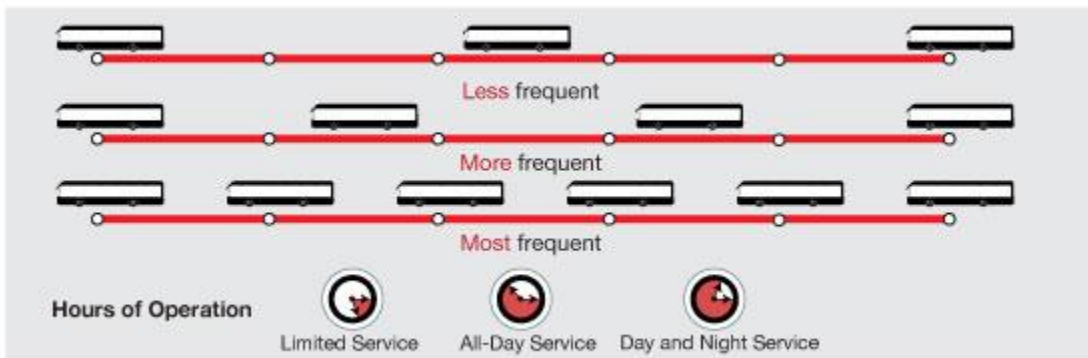 Less frequent
More frequent
Most frequent
Hours of Operation
Limited Service
All-Day Service
Day and Night Service